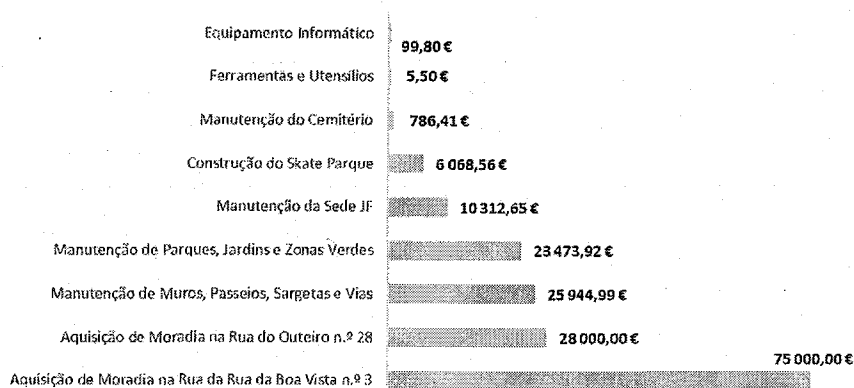 Equipamento Informático 99,80 €
Ferramentas e Utensílios 5,50 €
Manutenção do Cemitério 786,41 €
Construção do Skate Parque 6 068,56 €
Manutenção da Sede JF 10 312,65 €
Manutenção de Parques, Jardins e Zonas Verdes 23 473,92 €
Manutenção de Muros, Passeios, Sargetas e Vias 25 944,99 €
Aquisição de Moradia na Rua do Outeiro n.º 28 28 000,00 €
75 000,00 €
Aquisição de Moradia na Rua da Rua da Boa Vista n.º 3